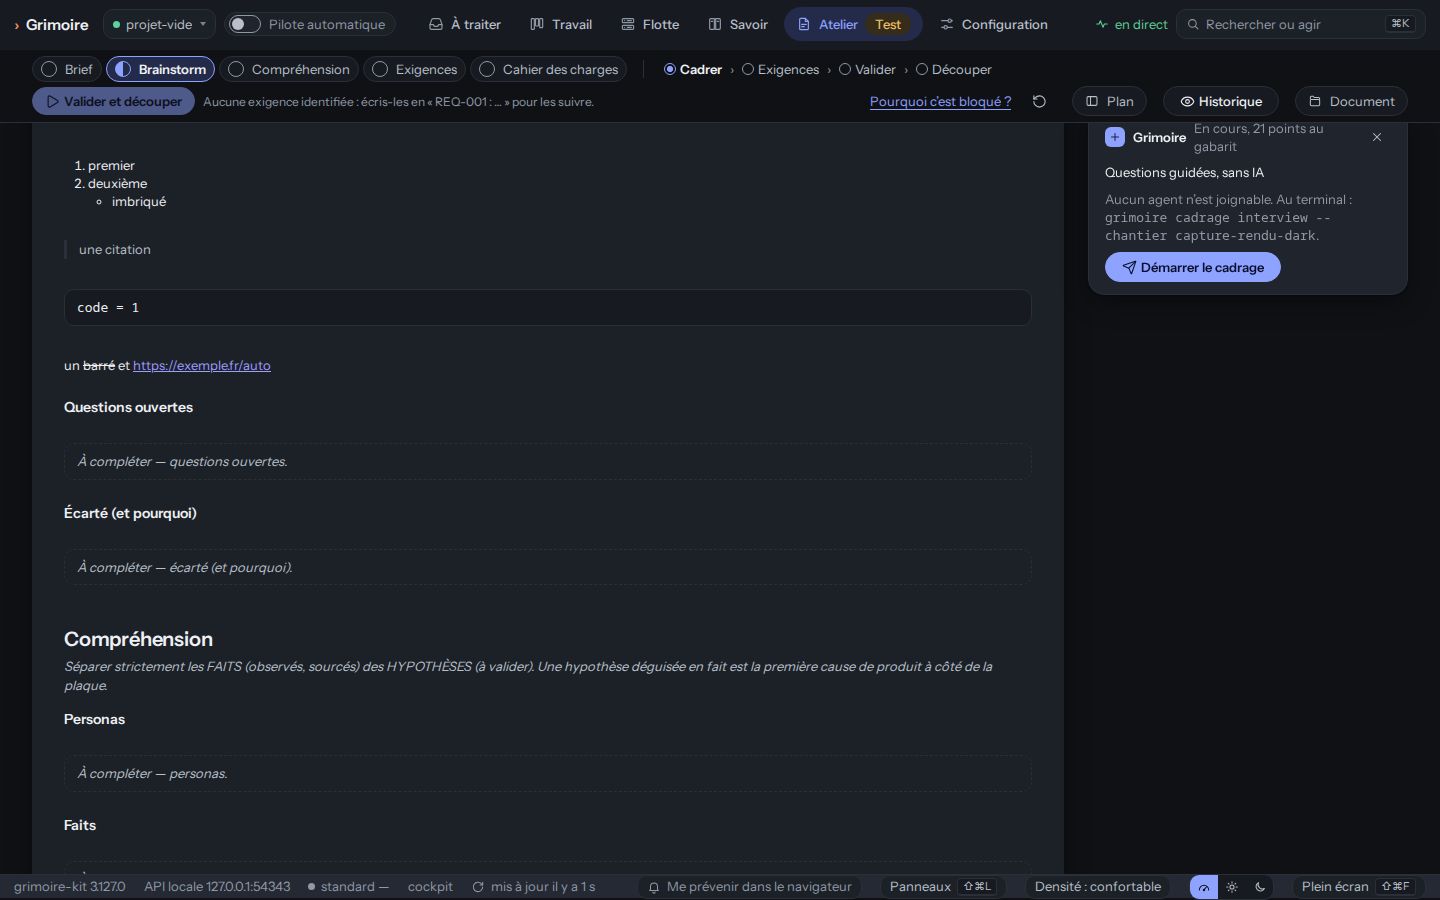 Grimoire projet-vide Pilote automatique À traiter Travail Flotte Savoir Atelier Test Configuration en direct Rechercher ou agir ⌘K
Brief Brainstorm Compréhension Exigences Cahier des charges Cadrer › Exigences › Valider › Découper
Valider et découper Aucune exigence identifiée : écris-les en « REQ-001 : … » pour les suivre. Pourquoi c'est bloqué ? Plan Historique Document
Grimoire En cours, 21 points au
gabarit
Questions guidées, sans IA
Aucun agent n'est joignable. Au terminal :
grimoire cadrage interview --
chantier capture-rendu-dark.
Démarrer le cadrage
1. premier
2. deuxième
imbriqué
une citation
code = 1
un barré et https://exemple.fr/auto
Questions ouvertes
À compléter — questions ouvertes.
Écarté (et pourquoi)
À compléter — écarté (et pourquoi).
Compréhension
Séparer strictement les FAITS (observés, sourcés) des HYPOTHÈSES (à valider). Une hypothèse déguisée en fait est la première cause de produit à côté de la
plaque.
Personas
À compléter — personas.
Faits
grimoire-kit 3.127.0 API locale 127.0.0.1:54343 standard — cockpit mis à jour il y a 1 s Me prévenir dans le navigateur Panneaux ⇧⌘L Densité : confortable Plein écran ⇧⌘F